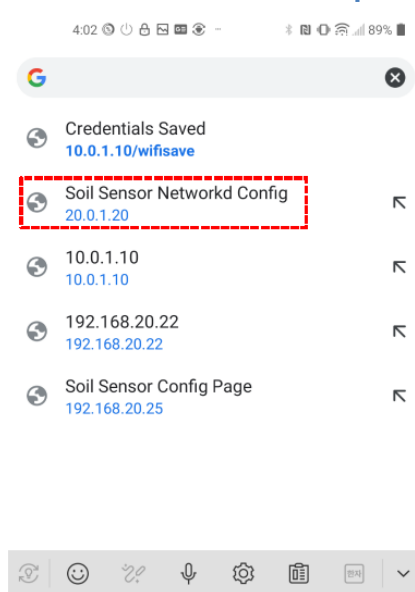 4:02 89%
G
Credentials Saved
10.0.1.10/wifisave
Soil Sensor Networkd Config
20.0.1.20
10.0.1.10
10.0.1.10
192.168.20.22
192.168.20.22
Soil Sensor Config Page
192.168.20.25
한자